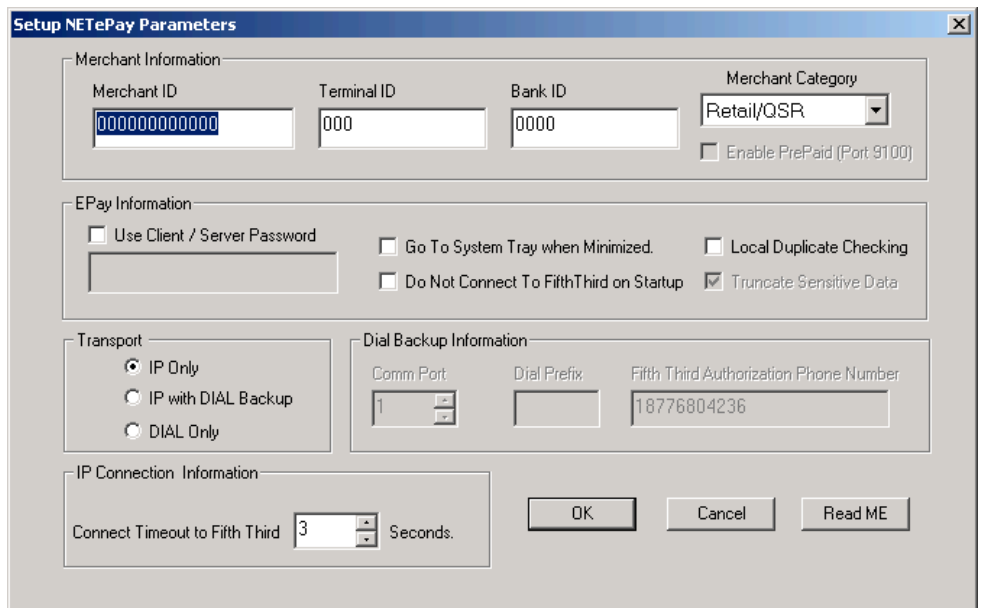 Setup NETePay Parameters
Merchant Information
Merchant ID
Terminal ID
Bank ID
Merchant Category
000000000000
000
0000
Retail/QSR
Enable PrePaid (Port 9100)
EPay Information
Use Client / Server Password
Go To System Tray when Minimized.
Local Duplicate Checking
Do Not Connect To FifthThird on Startup
Truncate Sensitive Data
Transport
IP Only
IP with DIAL Backup
DIAL Only
Dial Backup Information
Comm Port
Dial Prefix
Fifth Third Authorization Phone Number
1
18776804236
IP Connection Information
Connect Timeout to Fifth Third 3 Seconds.
OK
Cancel
Read ME